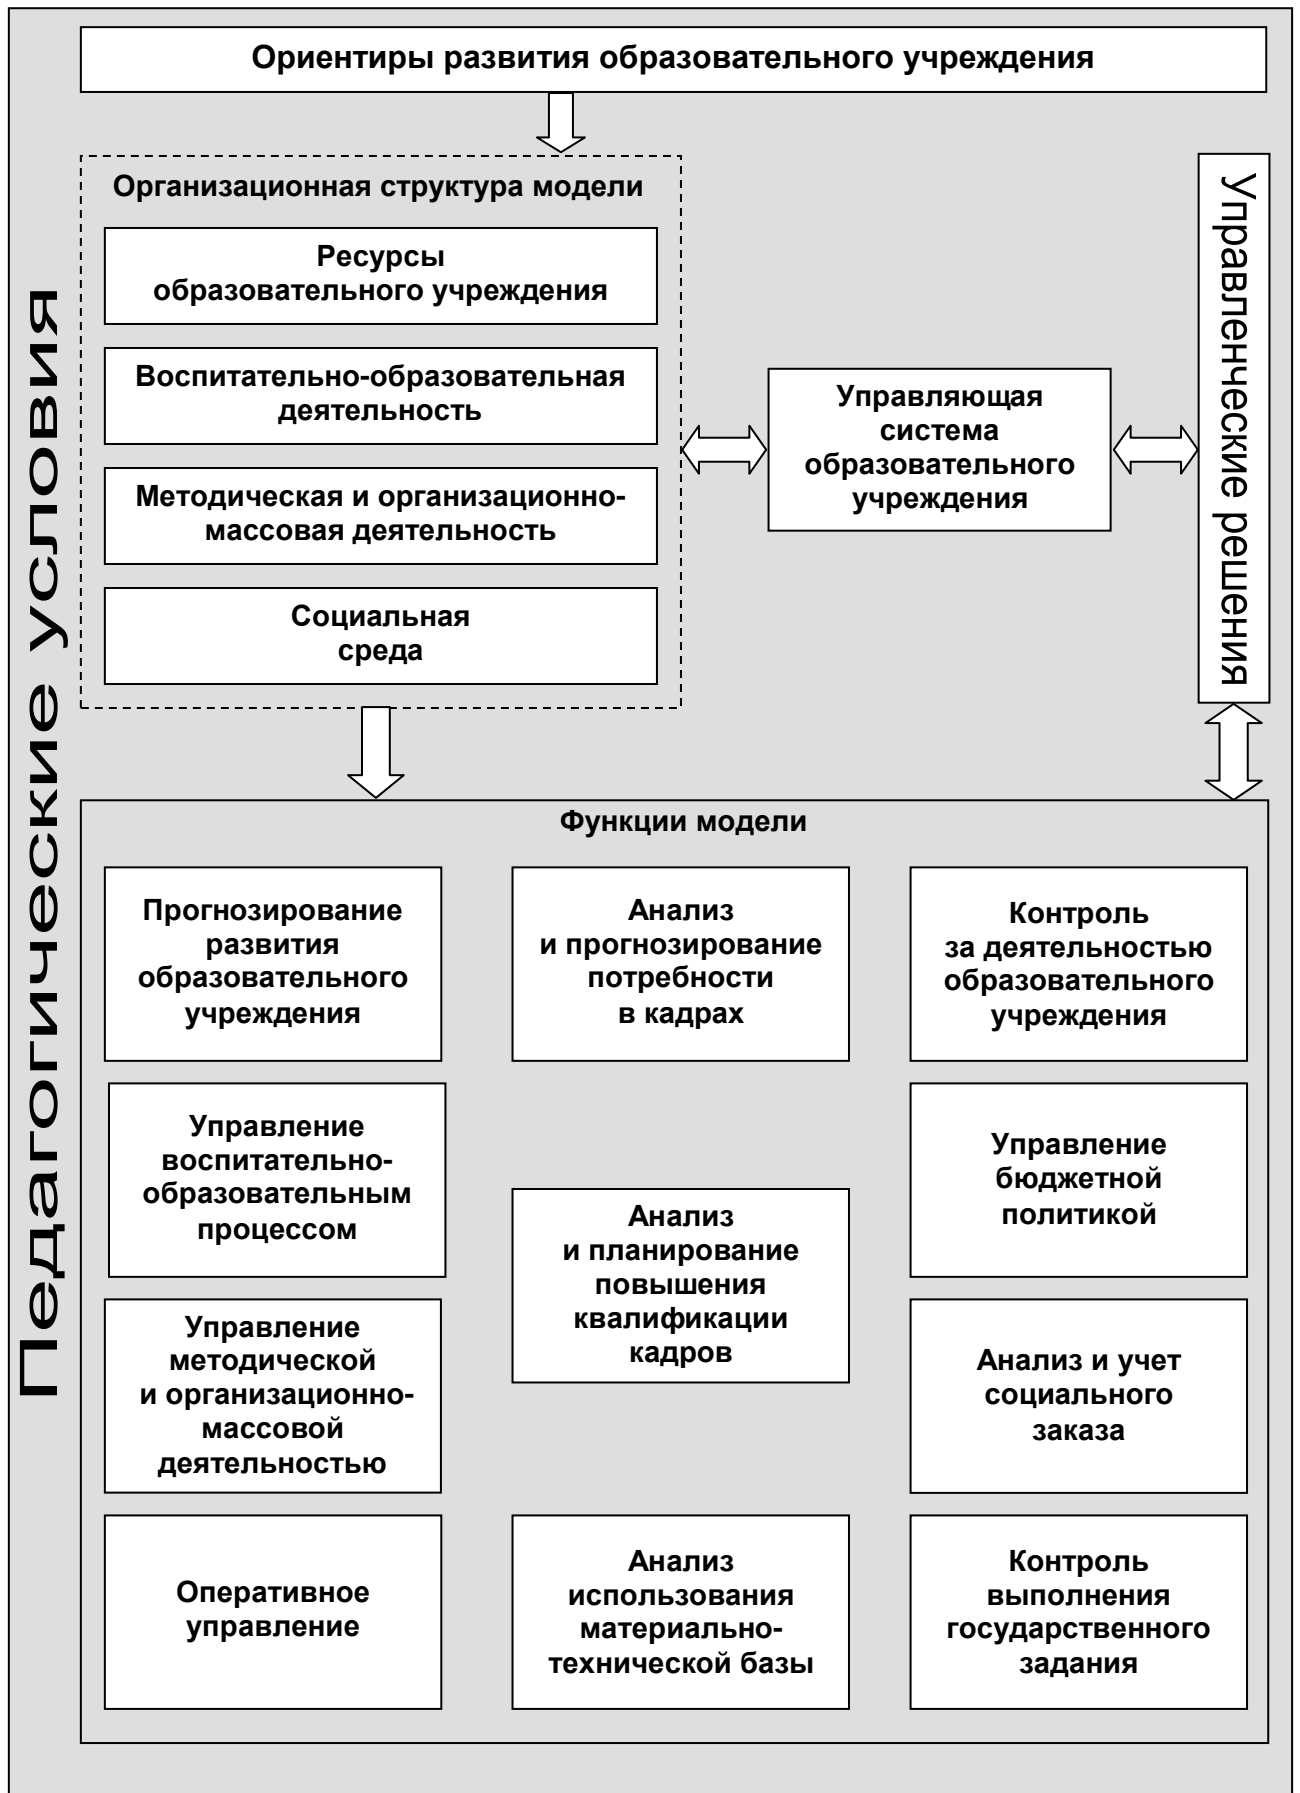 Ориентиры развития образовательного учреждения
Организационная структура модели
Ресурсы
образовательного учреждения
Воспитательно-образовательная
деятельность
Методическая и организационно-
массовая деятельность
Социальная
среда
Управляющая
система
образовательного
учреждения
Управленческие решения
Педагогические условия
Функции модели
Прогнозирование
развития
образовательного
учреждения
Анализ
и прогнозирование
потребности
в кадрах
Контроль
за деятельностью
образовательного
учреждения
Управление
воспитательно-
образовательным
процессом
Анализ
и планирование
повышения
квалификации
кадров
Управление
бюджетной
политикой
Управление
методической
и организационно-
массовой
деятельностью
Анализ и учет
социального
заказа
Оперативное
управление
Анализ
использования
материально-
технической базы
Контроль
выполнения
государственного
задания